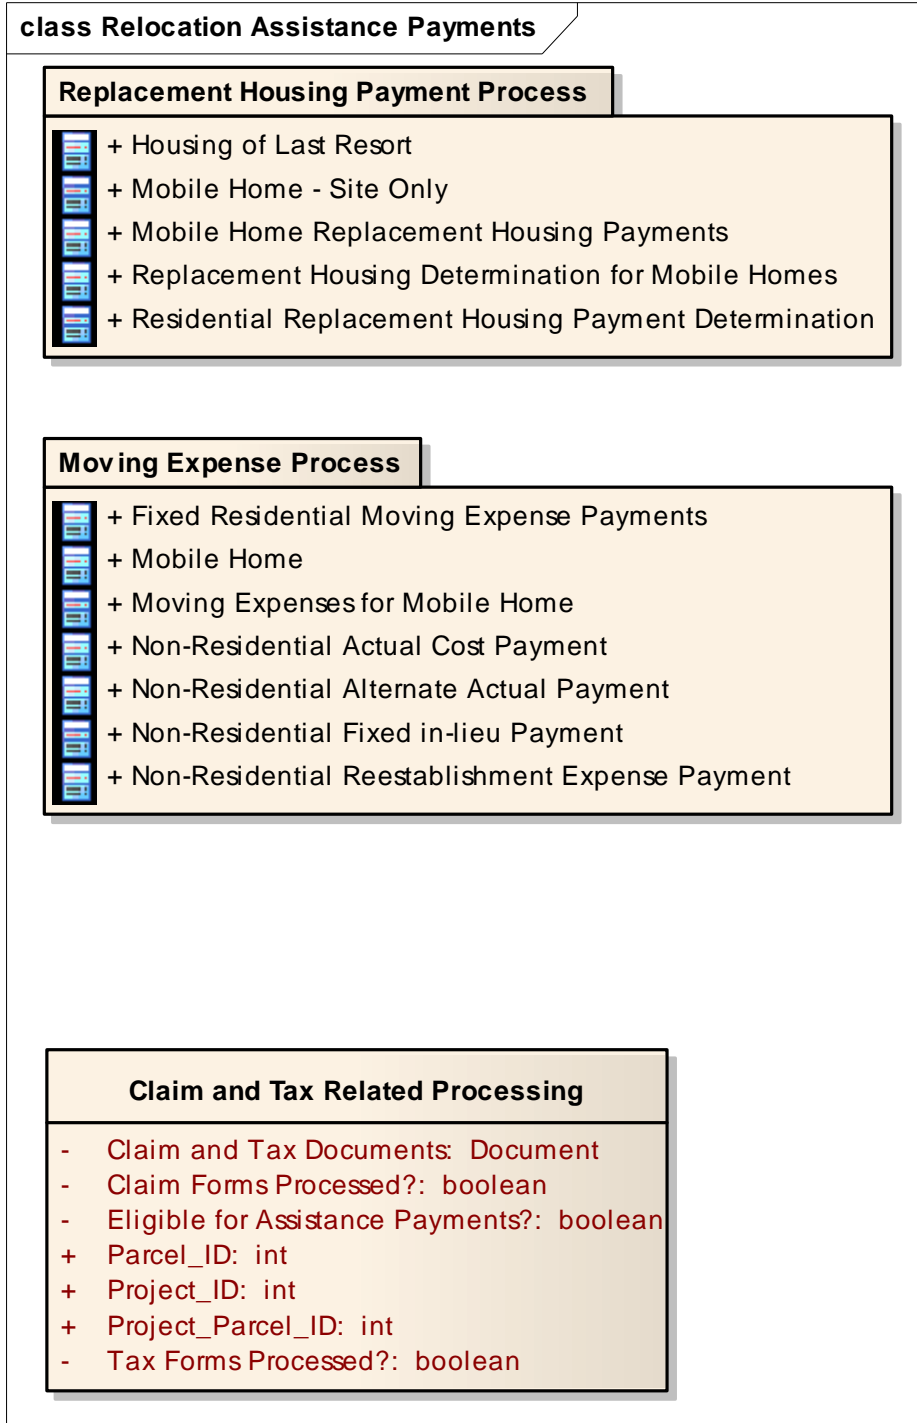 class Relocation Assistance Payments
Replacement Housing Payment Process
+ Housing of Last Resort
+ Mobile Home - Site Only
+ Mobile Home Replacement Housing Payments
+ Replacement Housing Determination for Mobile Homes
+ Residential Replacement Housing Payment Determination
Moving Expense Process
+ Fixed Residential Moving Expense Payments
+ Mobile Home
+ Moving Expenses for Mobile Home
+ Non-Residential Actual Cost Payment
+ Non-Residential Alternate Actual Payment
+ Non-Residential Fixed in-lieu Payment
+ Non-Residential Reestablishment Expense Payment
Claim and Tax Related Processing
- Claim and Tax Documents: Document
- Claim Forms Processed?: boolean
- Eligible for Assistance Payments?: boolean
+ Parcel_ID: int
+ Project_ID: int
+ Project_Parcel_ID: int
- Tax Forms Processed?: boolean